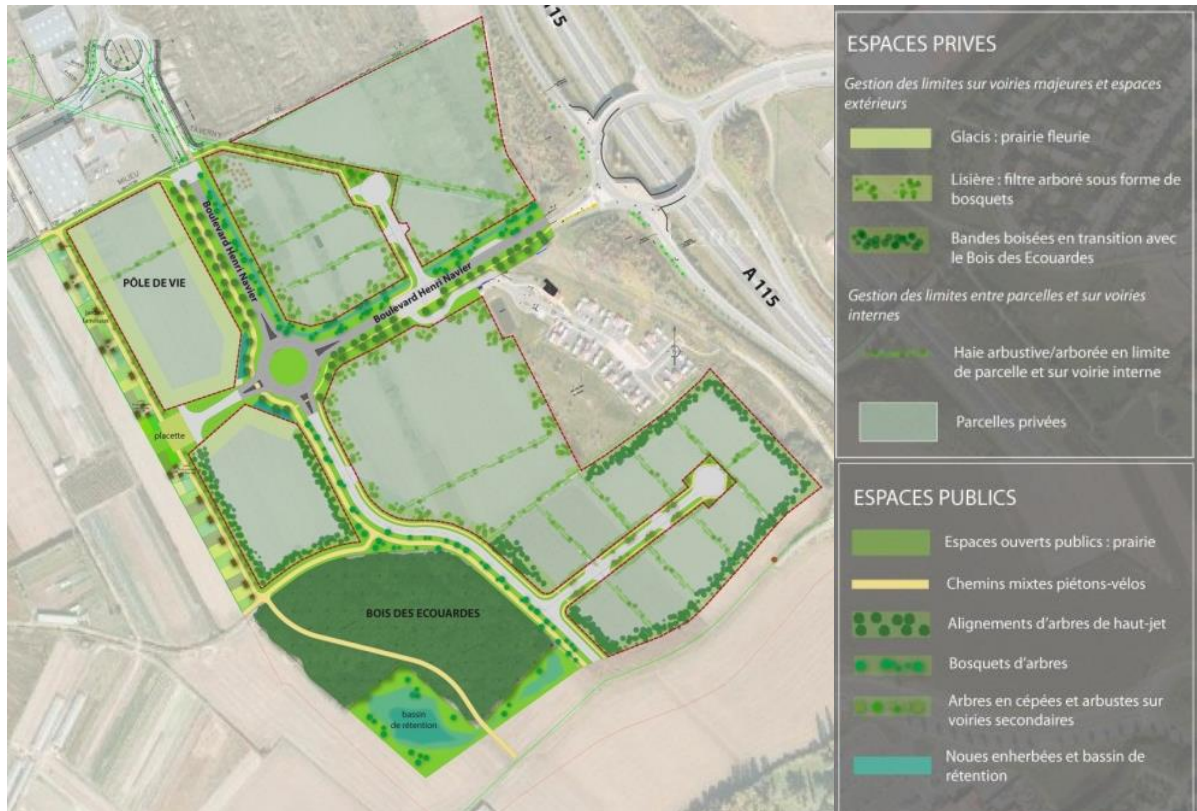 115
115
A 115
MILIEU
Boulevard Henri Navier
Boulevard Henri Navier
PÔLE DE VIE
placette
BOIS DES ECOUARDES
bassin
de rétention
ESPACES PRIVES
Gestion des limites sur voiries majeures et espaces
extérieurs
Glacis : prairie fleurie
Lisière : filtre arboré sous forme de
bosquets
Bandes boisées en transition avec
le Bois des Ecouardes
Gestion des limites entre parcelles et sur voiries
internes
Haie arbustive/arborée en limite
de parcelle et sur voirie interne
Parcelles privées
ESPACES PUBLICS
Espaces ouverts publics : prairie
Chemins mixtes piétons-vélos
Alignements d'arbres de haut-jet
Bosquets d'arbres
Arbres en cépées et arbustes sur
voiries secondaires
Noues enherbées et bassin de
rétention